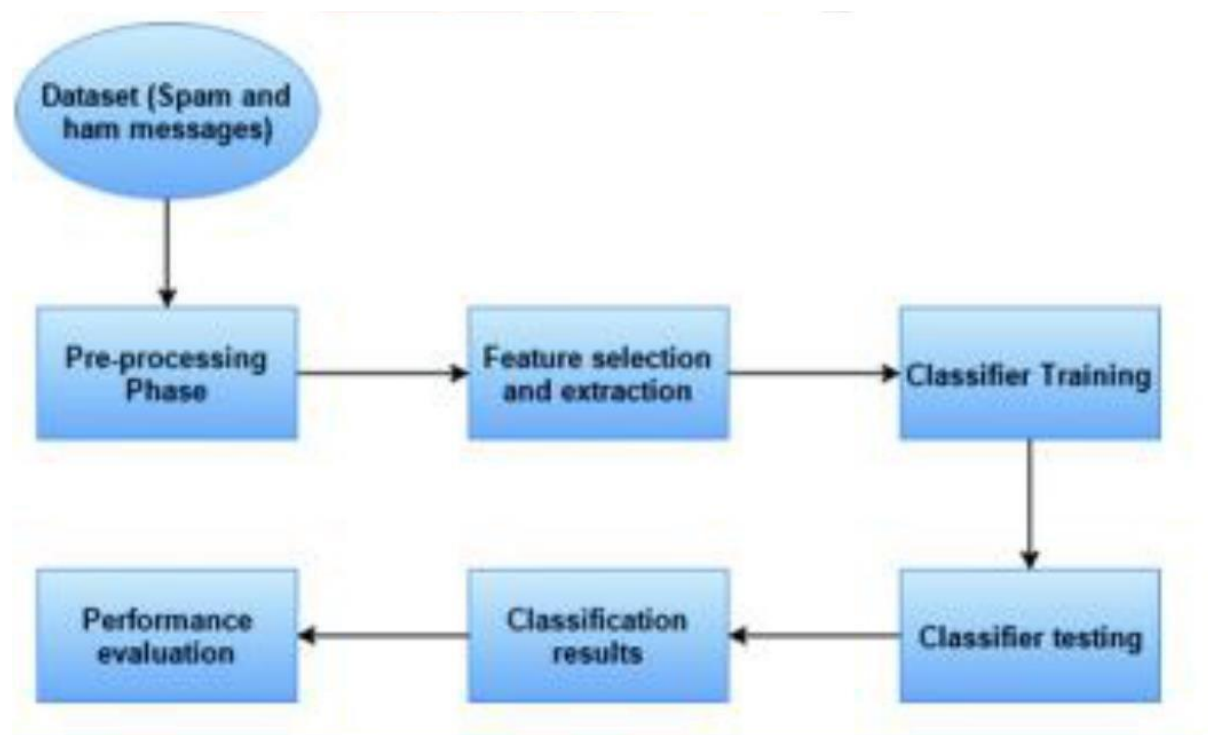 Dataset (Spam and
ham messages)
Pre-processing
Phase
Feature selection
and extraction
Classifier Training
Classifier testing
Classification
results
Performance
evaluation